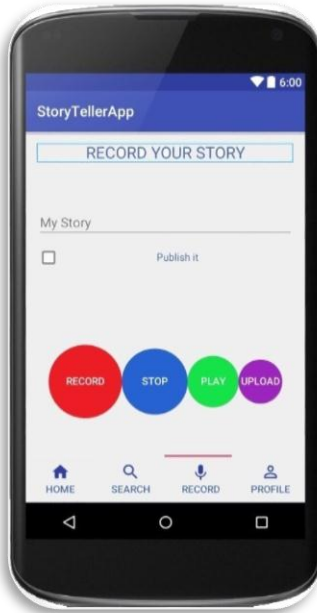 6:00
StoryTellerApp
RECORD YOUR STORY
My Story
Publish it
RECORD STOP PLAY UPLOAD
HOME SEARCH RECORD PROFILE